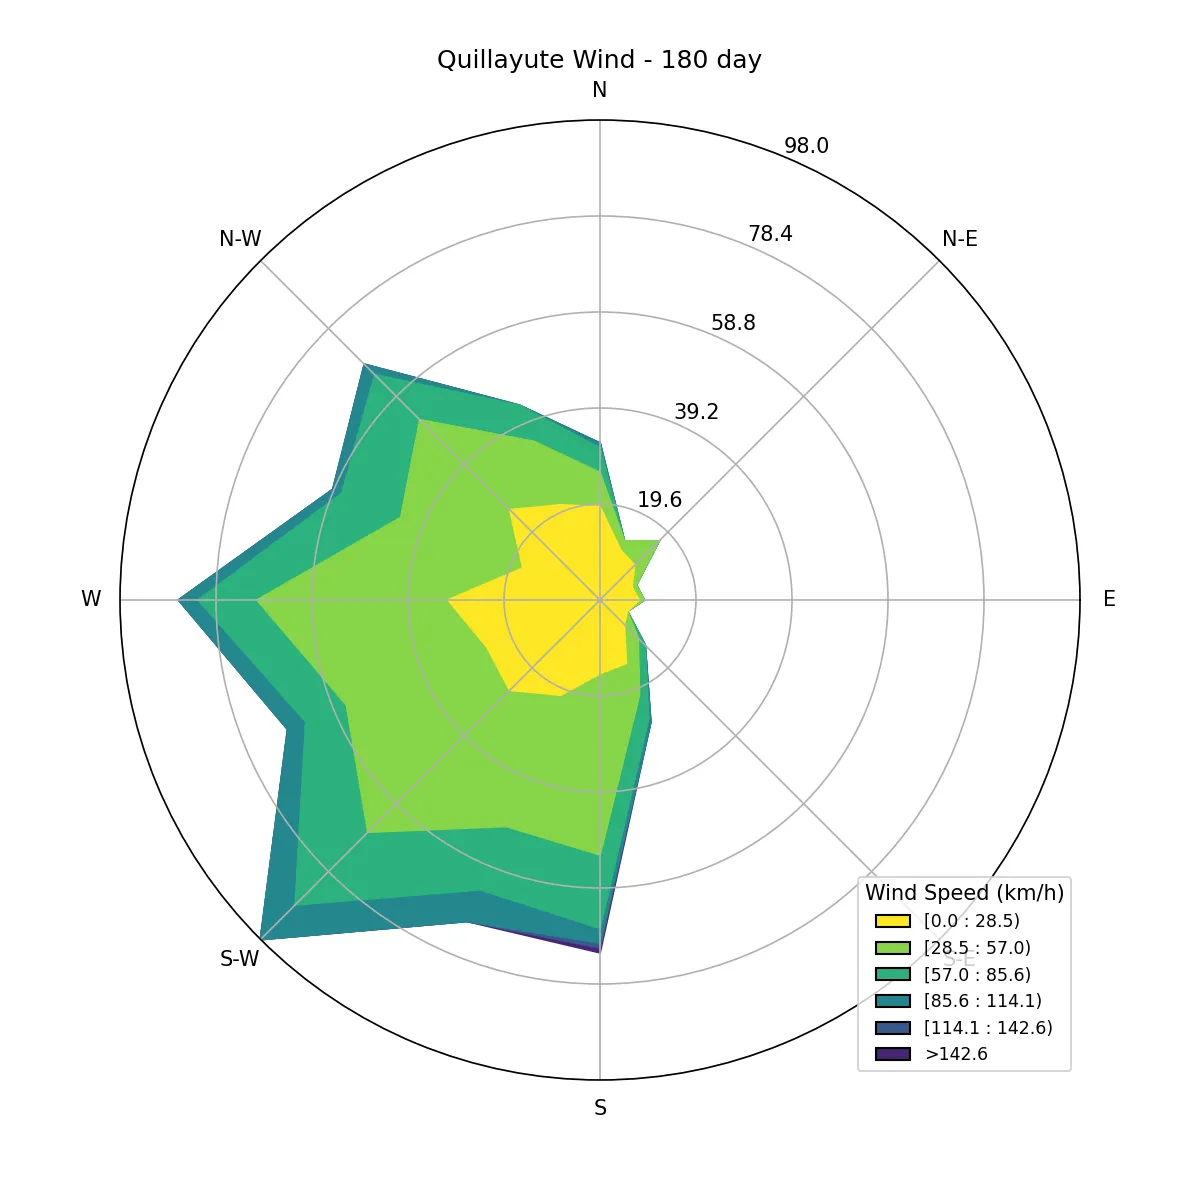 Quillayute Wind - 180 day
N
98.0
78.4
N-W
N-E
58.8
39.2
19.6
W
E
Wind Speed (km/h)
[0.0 : 28.5)
[28.5 : 57.0)
S-W
S-E
[57.0 : 85.6)
[85.6 : 114.1)
[114.1 : 142.6)
>142.6
S